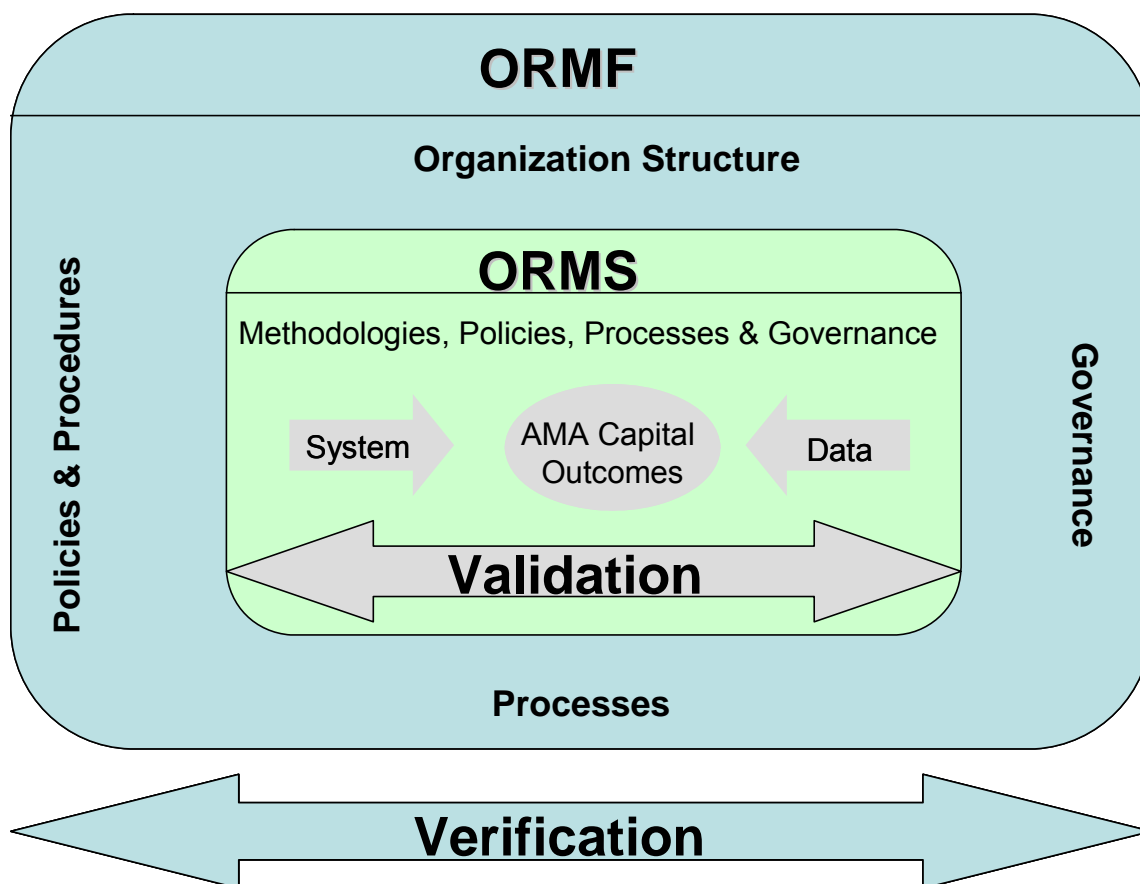 ORMF
Organization Structure
Policies & Procedures
ORMS
Methodologies, Policies, Processes & Governance
System
AMA Capital
Outcomes
Data
Governance
Validation
Processes
Verification